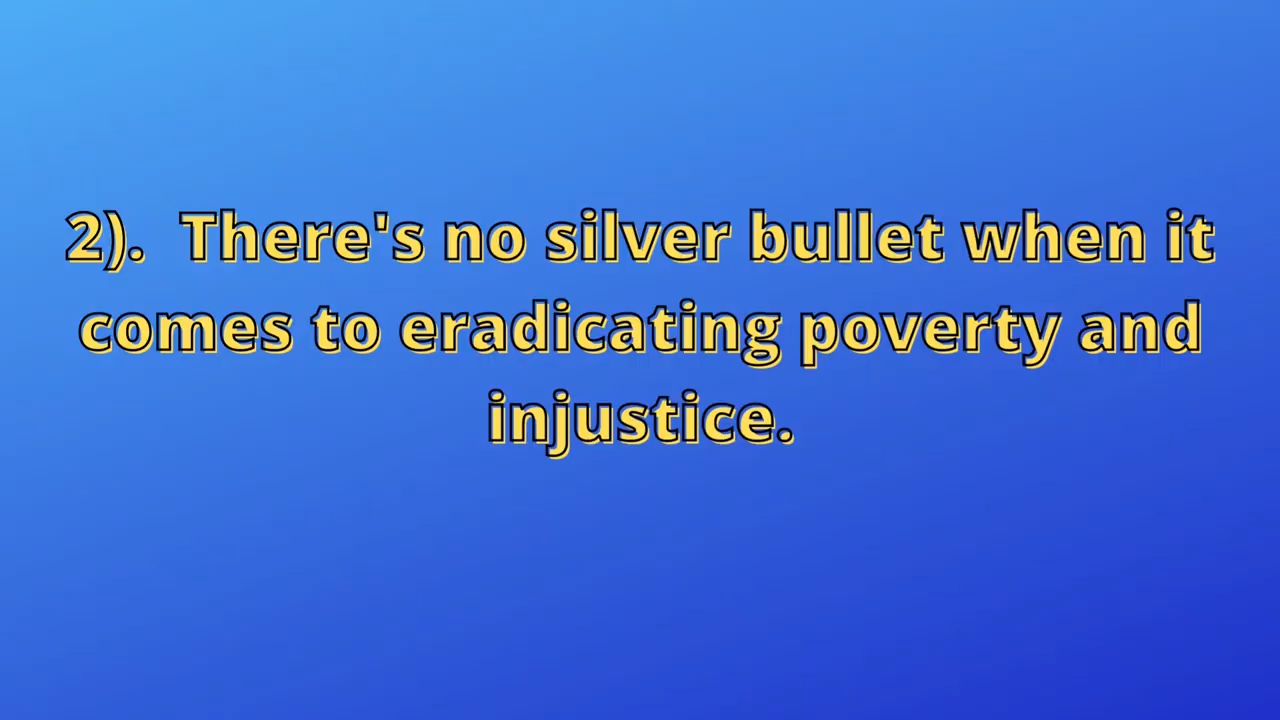 2).  There's no silver bullet when it
comes to eradicating poverty and
injustice.